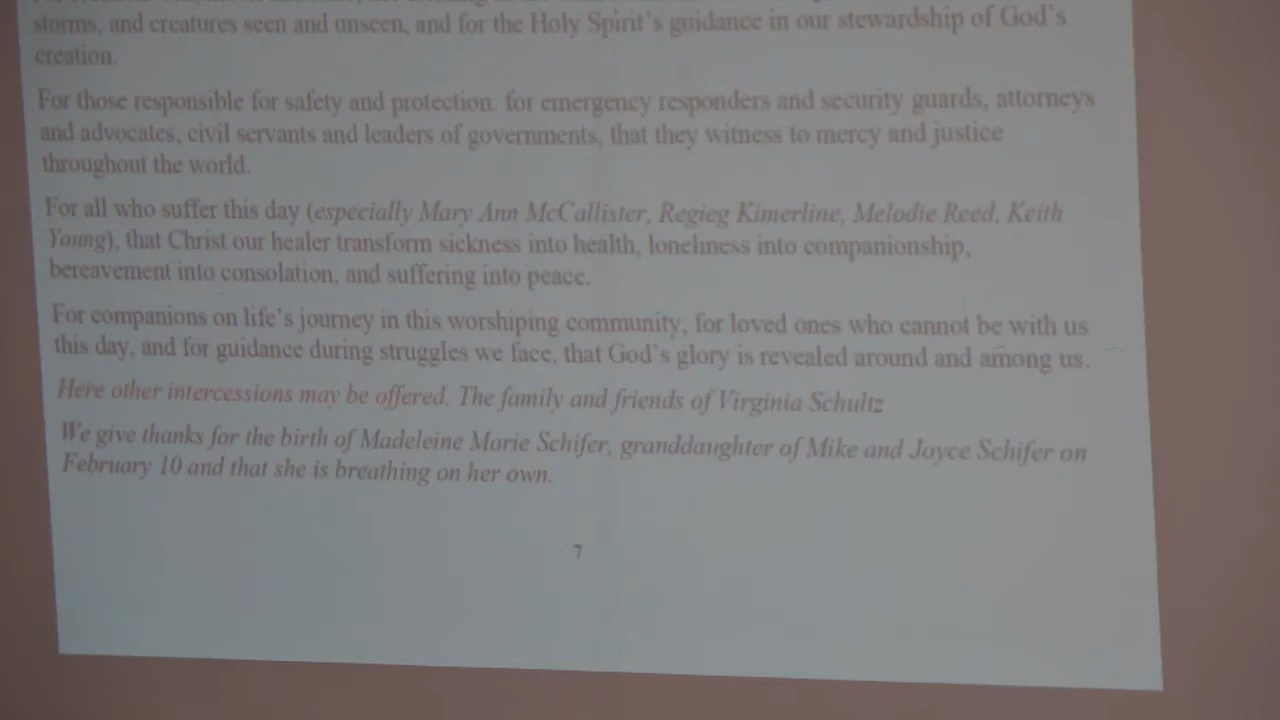 storms, and creatures seen and unseen, and for the Holy Spirit's guidance in our stewardship of God's
creation.
For those responsible for safety and protection: for emergency responders and security guards, attorneys
and advocates, civil servants and leaders of governments, that they witness to mercy and justice
throughout the world.
For all who suffer this day (especially Mary Ann McCallister, Regieg Kimerline, Melodie Reed, Keith
Young), that Christ our healer transform sickness into health, loneliness into companionship,
bereavement into consolation, and suffering into peace.
For companions on life's journey in this worshiping community, for loved ones who cannot be with us
this day, and for guidance during struggles we face, that God's glory is revealed around and among us.
Here other intercessions may be offered. The family and friends of Virginia Schultz
We give thanks for the birth of Madeleine Marie Schifer, granddaughter of Mike and Joyce Schifer on
February 10 and that she is breathing on her own.
7